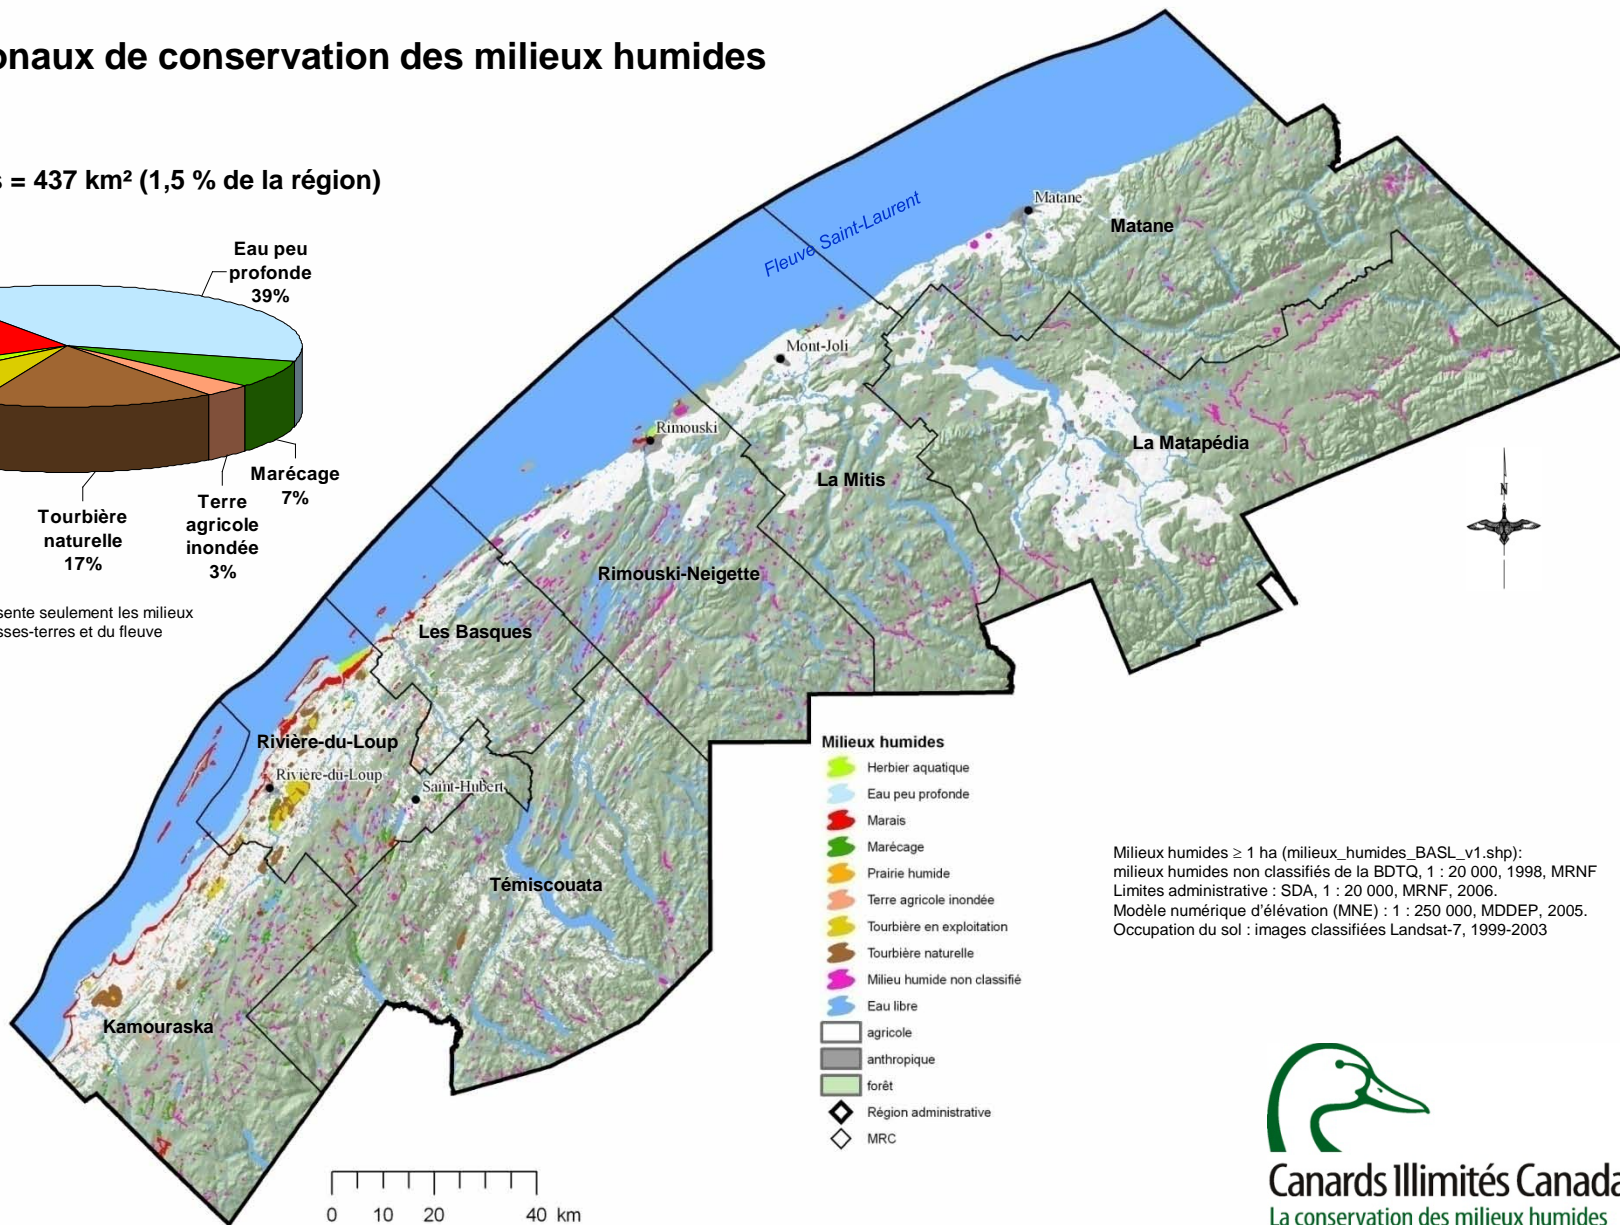 onaux de conservation des milieux humides
s = 437 km² (1,5 % de la région)
Eau peu
profonde
39%
Marécage
7%
Terre
agricole
inondée
3%
Tourbière
naturelle
17%
sente seulement les milieux
sses-terres et du fleuve
Fleuve Saint-Laurent
Matane
Matane
Mont-Joli
Rimouski
La Matapédia
La Mitis
Rimouski-Neigette
Les Basques
Rivière-du-Loup
Rivière-du-Loup
Saint-Hubert
Témiscouata
Kamouraska
N
Milieux humides
Herbier aquatique
Eau peu profonde
Marais
Marécage
Prairie humide
Terre agricole inondée
Tourbière en exploitation
Tourbière naturelle
Milieu humide non classifié
Eau libre
agricole
anthropique
forêt
Région administrative
MRC
Milieux humides ≥ 1 ha (milieux_humides_BASL_v1.shp):
milieux humides non classifiés de la BDTQ, 1 : 20 000, 1998, MRNF
Limites administrative : SDA, 1 : 20 000, MRNF, 2006.
Modèle numérique d'élévation (MNE) : 1 : 250 000, MDDEP, 2005.
Occupation du sol : images classifiées Landsat-7, 1999-2003
0 10 20 40 km
Canards Illimités Canada
La conservation des milieux humides